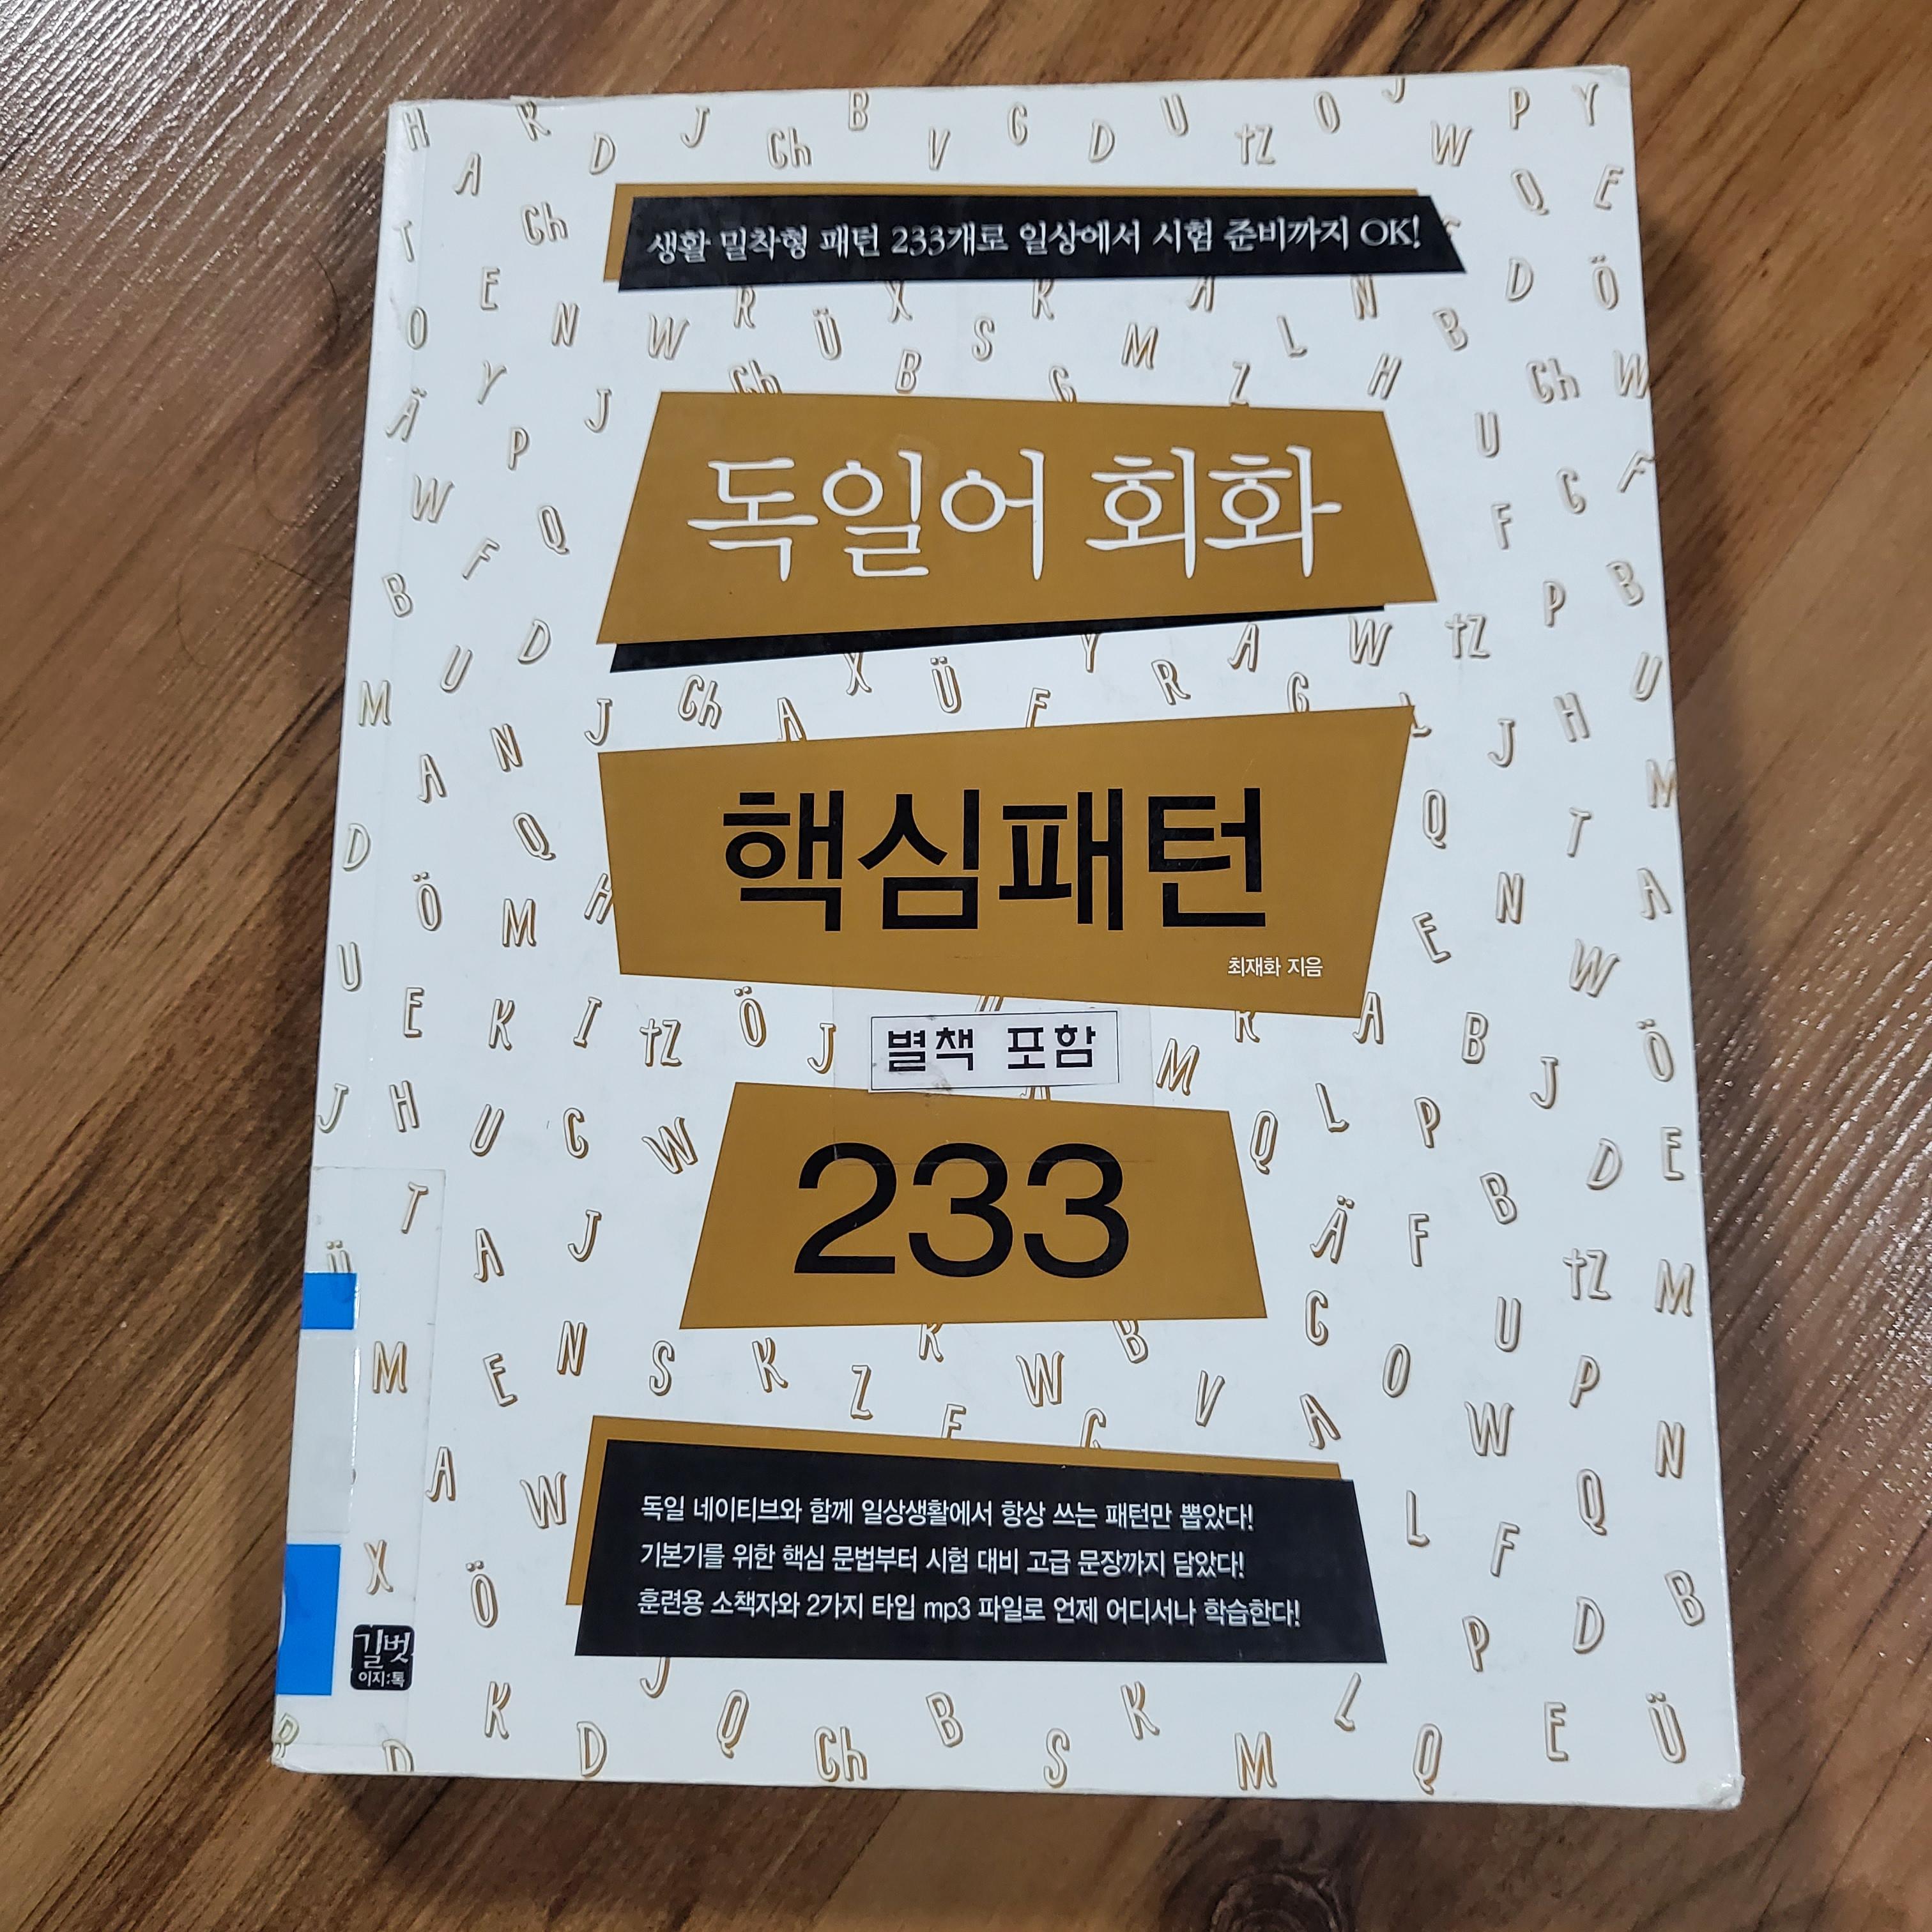 생활 밀착형 패턴 233개로 일상에서 시험 준비까지 OK!
독일어 회화
핵심패턴
최재화 지음
별책 포함
233
독일 네이티브와 함께 일상생활에서 항상 쓰는 패턴만 뽑았다!
기본기를 위한 핵심 문법부터 시험 대비 고급 문장까지 담았다!
훈련용 소책자와 2가지 타입 mp3 파일로 언제 어디서나 학습한다!
길벗
이지:톡